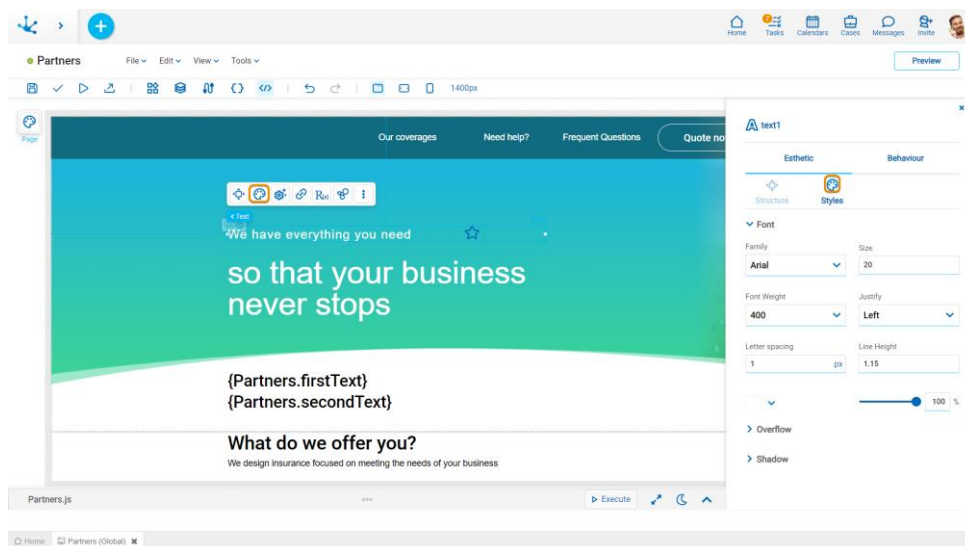 Home Tasks Calendars Cases Messages Invite
Partners File Edit View Tools Preview
</> 1400px
Page
text1
Our coverages Need help? Frequent Questions Quote no
Esthetic Behaviour
Structure Styles
< Text
We have everything you need
so that your business
never stops
Font
Family Size
Arial 20
Font Weight Justify
400 Left
Letter spacing Line Height
1 px 1.15
100 %
Overflow
Shadow
{Partners.firstText}
{Partners.secondText}
What do we offer you?
We design insurance focused on meeting the needs of your business
Partners.js Execute
Home Partners (Global)